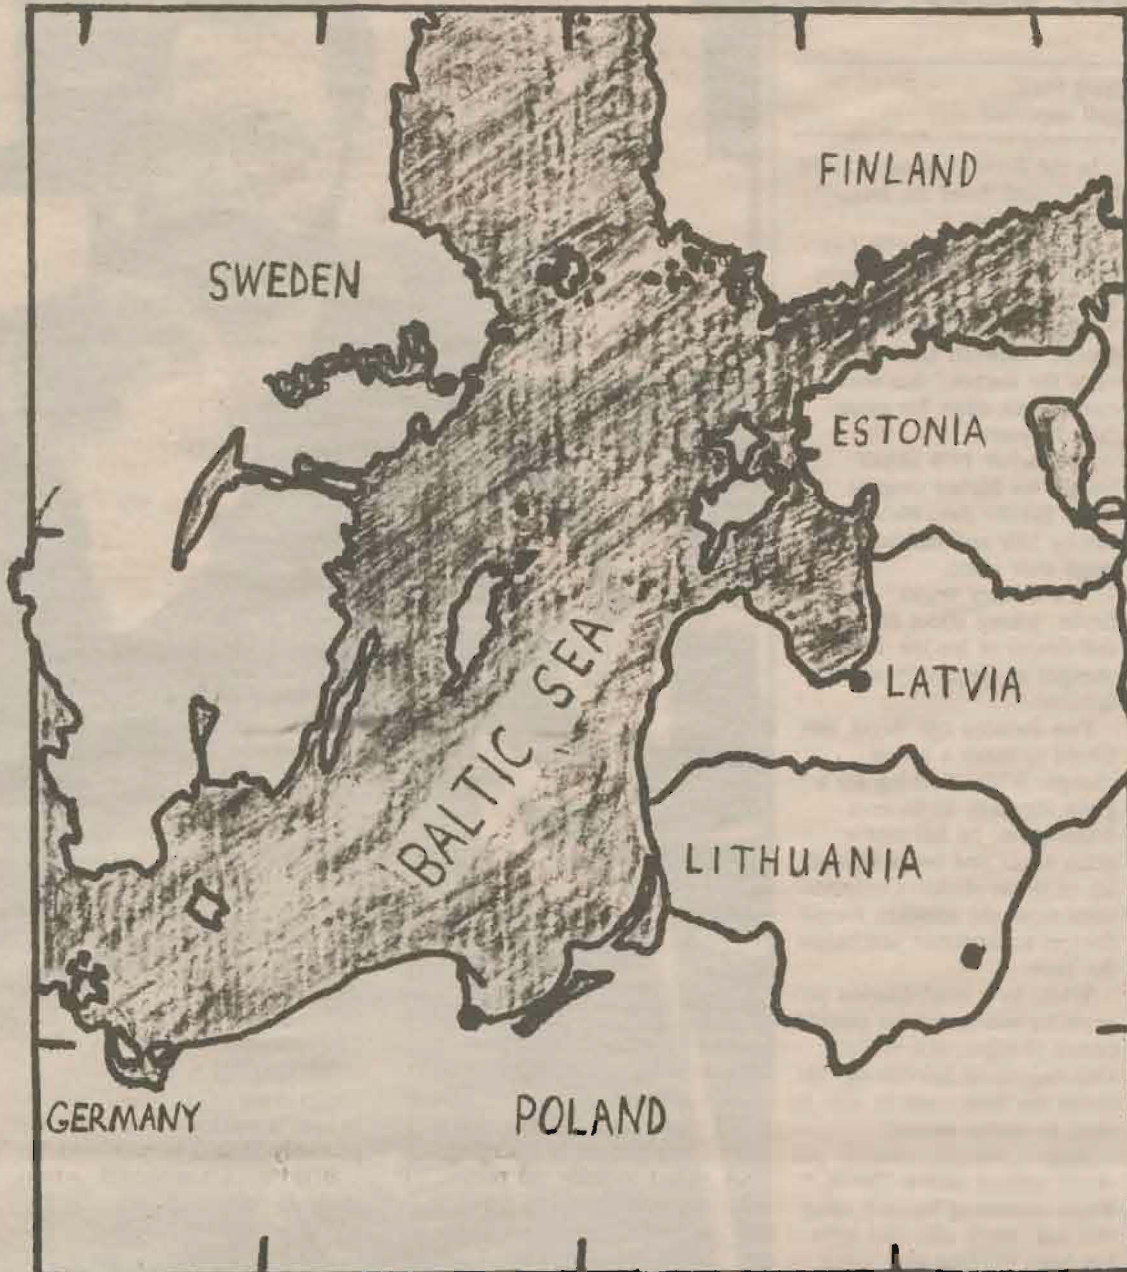 FINLAND
SWEDEN
ESTONIA
BALTIC SEA
LATVIA
LITHUANIA
GERMANY
POLAND